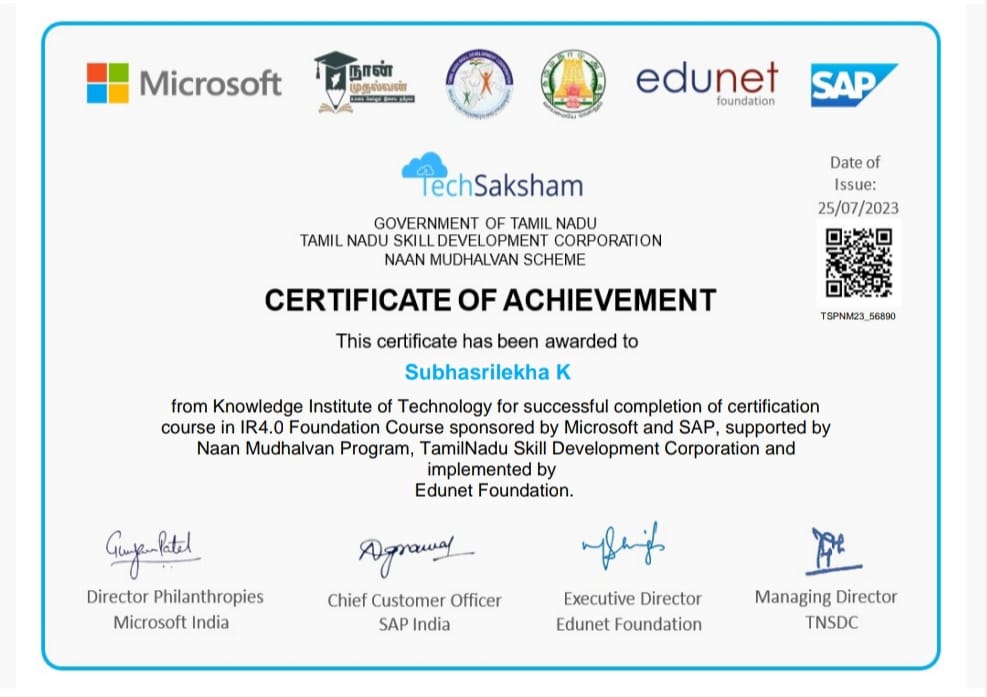 Microsoft
நான்
முதல்வன்
edunet
foundation
SAP
TechSaksham
Date of
Issue:
25/07/2023
TSPNM23_56890
GOVERNMENT OF TAMIL NADU
TAMIL NADU SKILL DEVELOPMENT CORPORATION
NAAN MUDHALVAN SCHEME
CERTIFICATE OF ACHIEVEMENT
This certificate has been awarded to
Subhasrilekha K
from Knowledge Institute of Technology for successful completion of certification
course in IR4.0 Foundation Course sponsored by Microsoft and SAP, supported by
Naan Mudhalvan Program, TamilNadu Skill Development Corporation and
implemented by
Edunet Foundation.
Agrawal
Director Philanthropies
Microsoft India
Chief Customer Officer
SAP India
Executive Director
Edunet Foundation
Managing Director
TNSDC